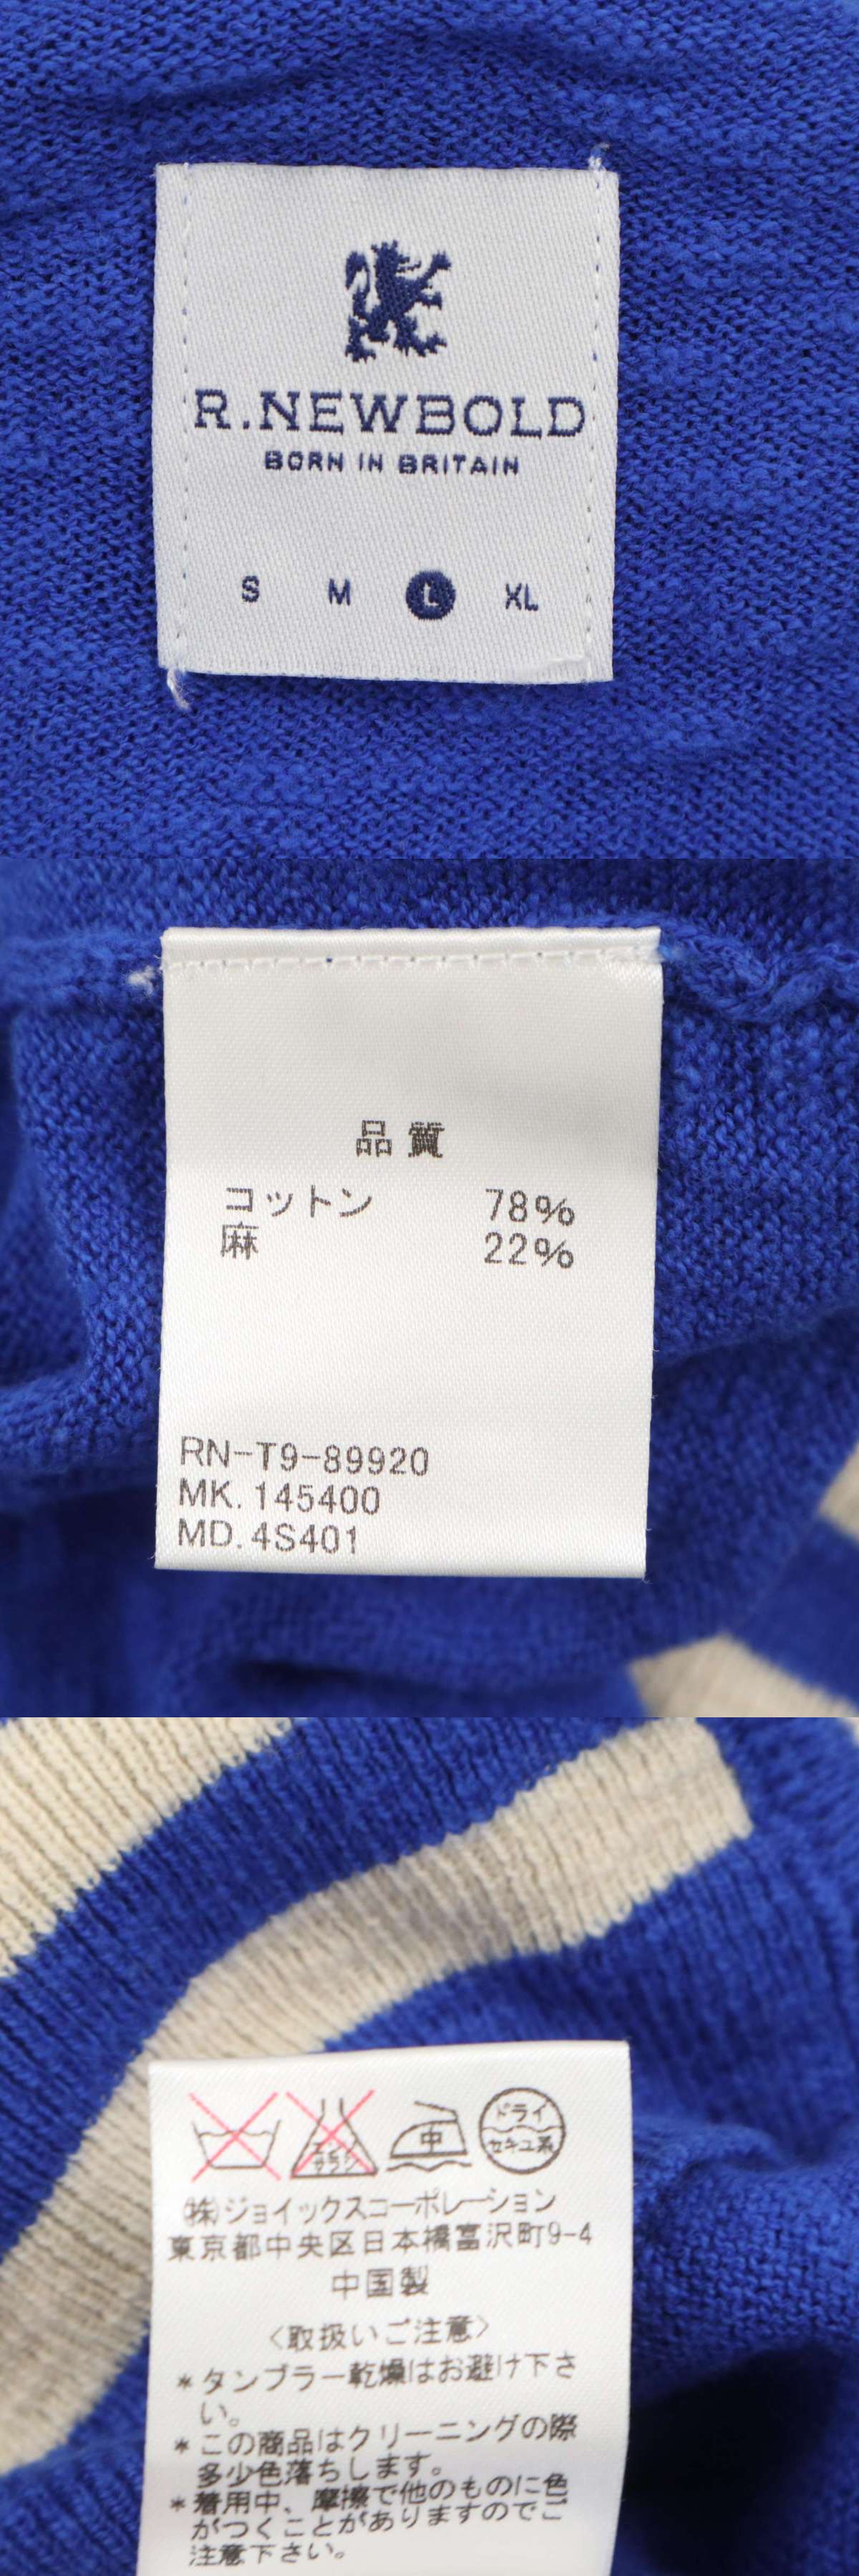 R.NEWBOLD
BORN IN BRITAIN
S M L XL
品質
コットン 78%
麻 22%
RN-T9-89920
MK.145400
MD.4S401
エンソ
サラシ
中
ドライ
セキユ系
(株)ジョイックスコーポレーション
東京都中央区日本橋富沢町9-4
中国製
〈取扱いご注意〉
*タンブラー乾燥はお避け下さ
い。
*この商品はクリーニングの際
多少色落ちします。
*着用中、摩擦で他のものに色
がつくことがありますのでご
注意下さい。